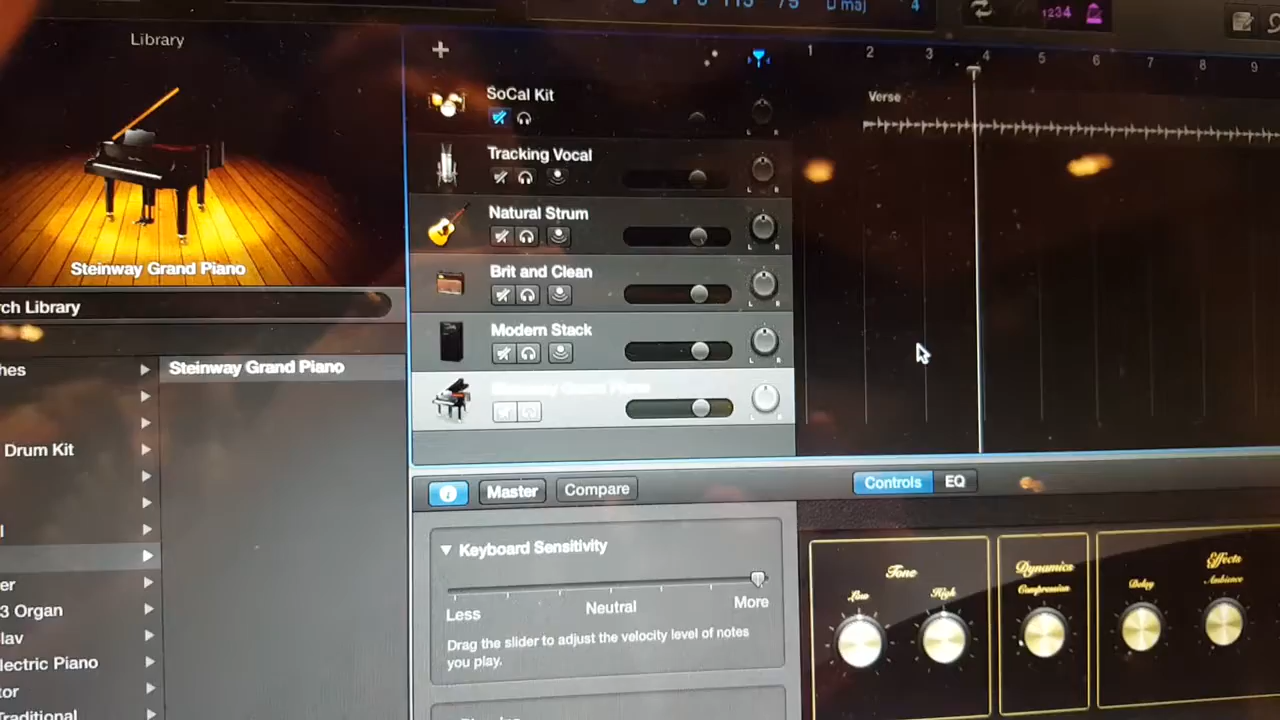 Library
1234
1 2 3 4 5 6 7 8 9
SoCal Kit
L R
Verse
Tracking Vocal
L R
Natural Strum
L R
Steinway Grand Piano
Brit and Clean
L R
rch Library
Modern Stack
L R
hes
Steinway Grand Piano
Steinway Grand Piano
L R
Drum Kit
Master
Compare
Controls
EQ
l
Keyboard Sensitivity
Less
Neutral
More
Drag the slider to adjust the velocity level of notes
you play.
er
3 Organ
lav
lectric Piano
tor
Traditional
Tone
Low
High
Dynamics
Compression
Effects
Delay
Ambience